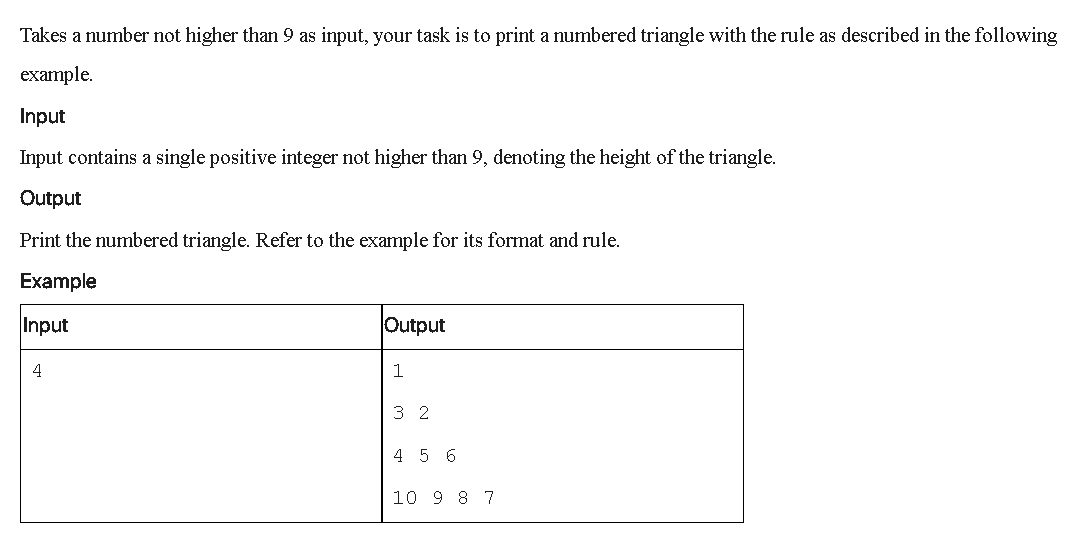 Takes a number not higher than 9 as input, your task is to print a numbered triangle with the rule as described in the following
example.
Input
Input contains a single positive integer not higher than 9, denoting the height of the triangle.
Output
Print the numbered triangle. Refer to the example for its format and rule.
Example
Input Output
4 1
3 2
4 5 6
10 9 8 7